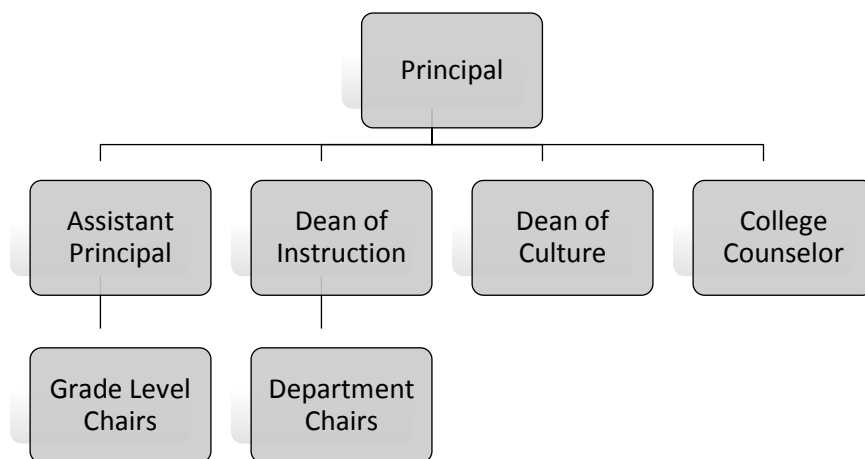 Principal
Assistant
Principal
Dean of
Instruction
Dean of
Culture
College
Counselor
Grade Level
Chairs
Department
Chairs